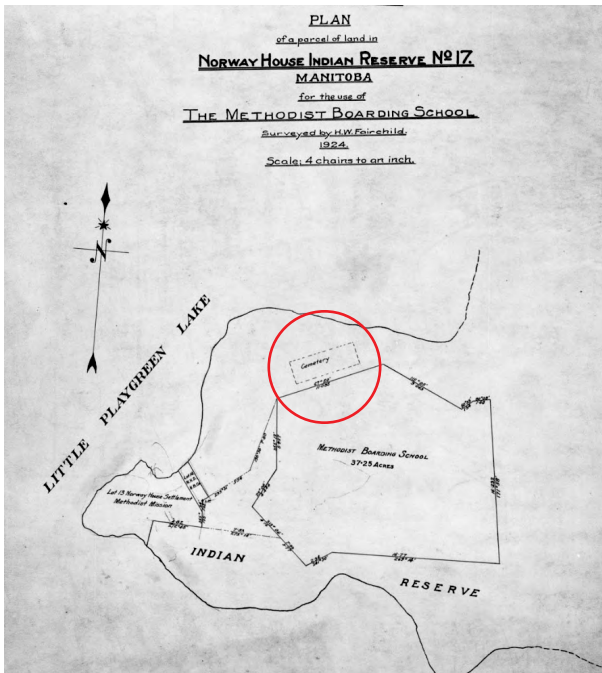 PLAN
of a parcel of land in
NORWAY HOUSE INDIAN RESERVE No 17.
MANITOBA
for the use of
THE METHODIST BOARDING SCHOOL
Surveyed by H.W. Fairchild.
1924.
Scale; 4 chains to an inch.
N
LITTLE PLAYGREEN LAKE
Cemetery
METHODIST BOARDING SCHOOL
37·25 Acres
Lot 13 Norway House Settlement
Methodist Mission
INDIAN
RESERVE